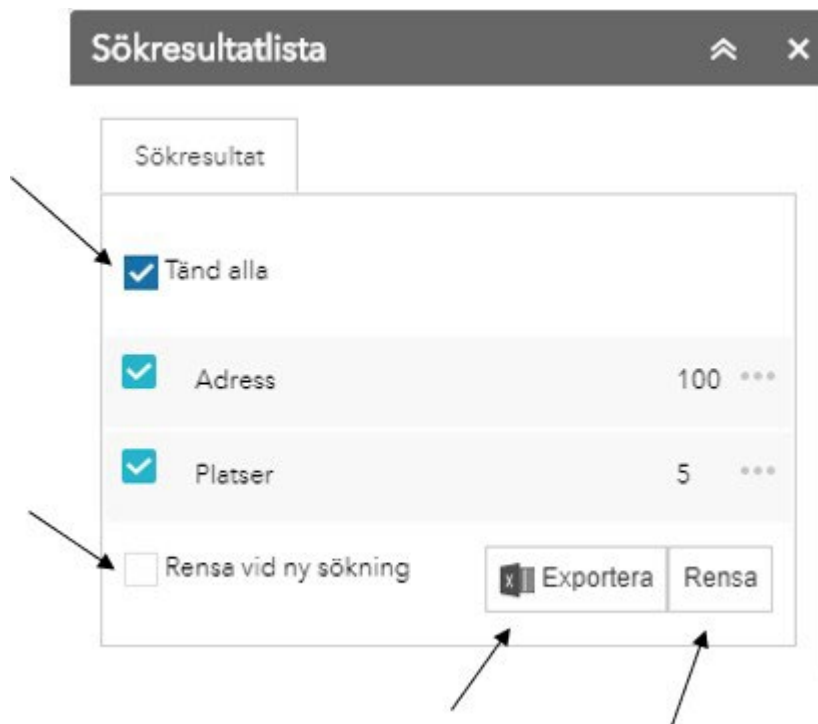 Sökresultatlista
Sökresultat
Tänd alla
Adress 100
Platser 5
Rensa vid ny sökning Exportera Rensa